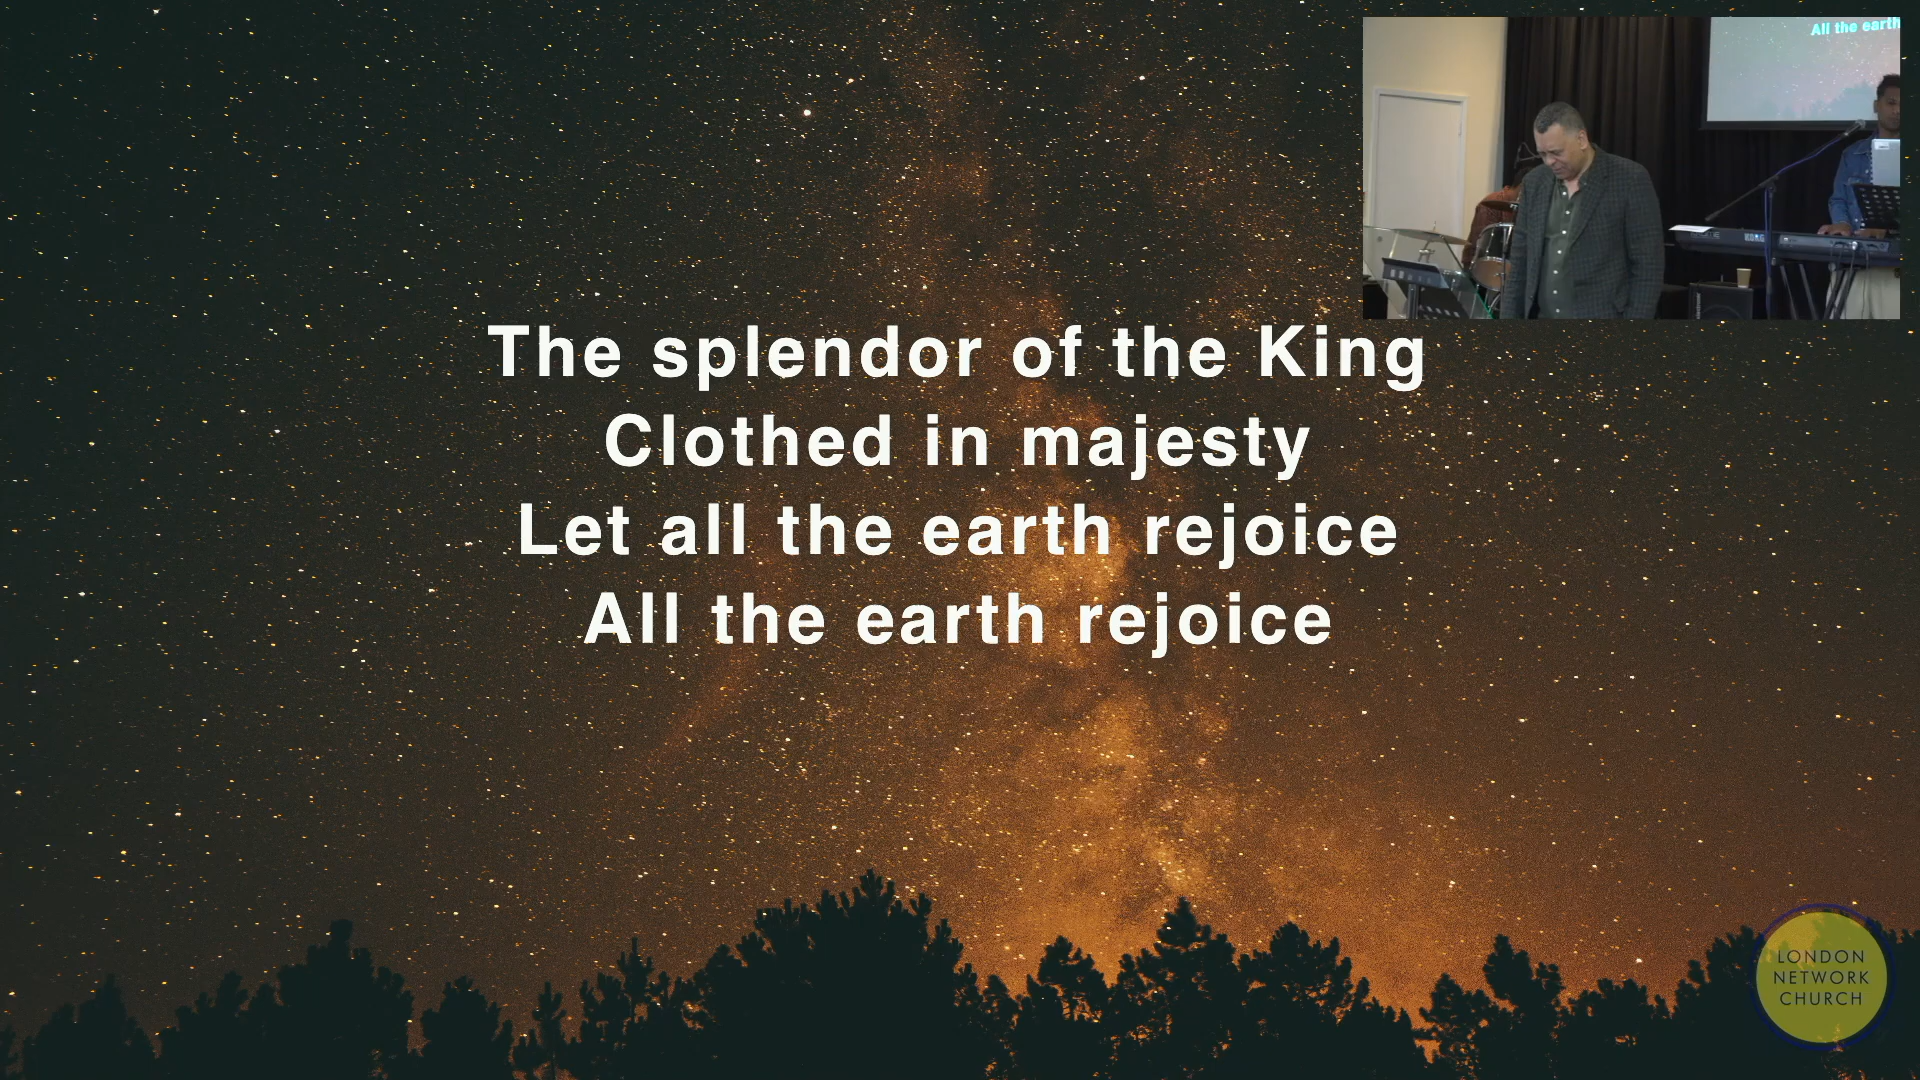 All the earth
The splendor of the King
Clothed in majesty
Let all the earth rejoice
All the earth rejoice
LONDON
NETWORK
CHURCH